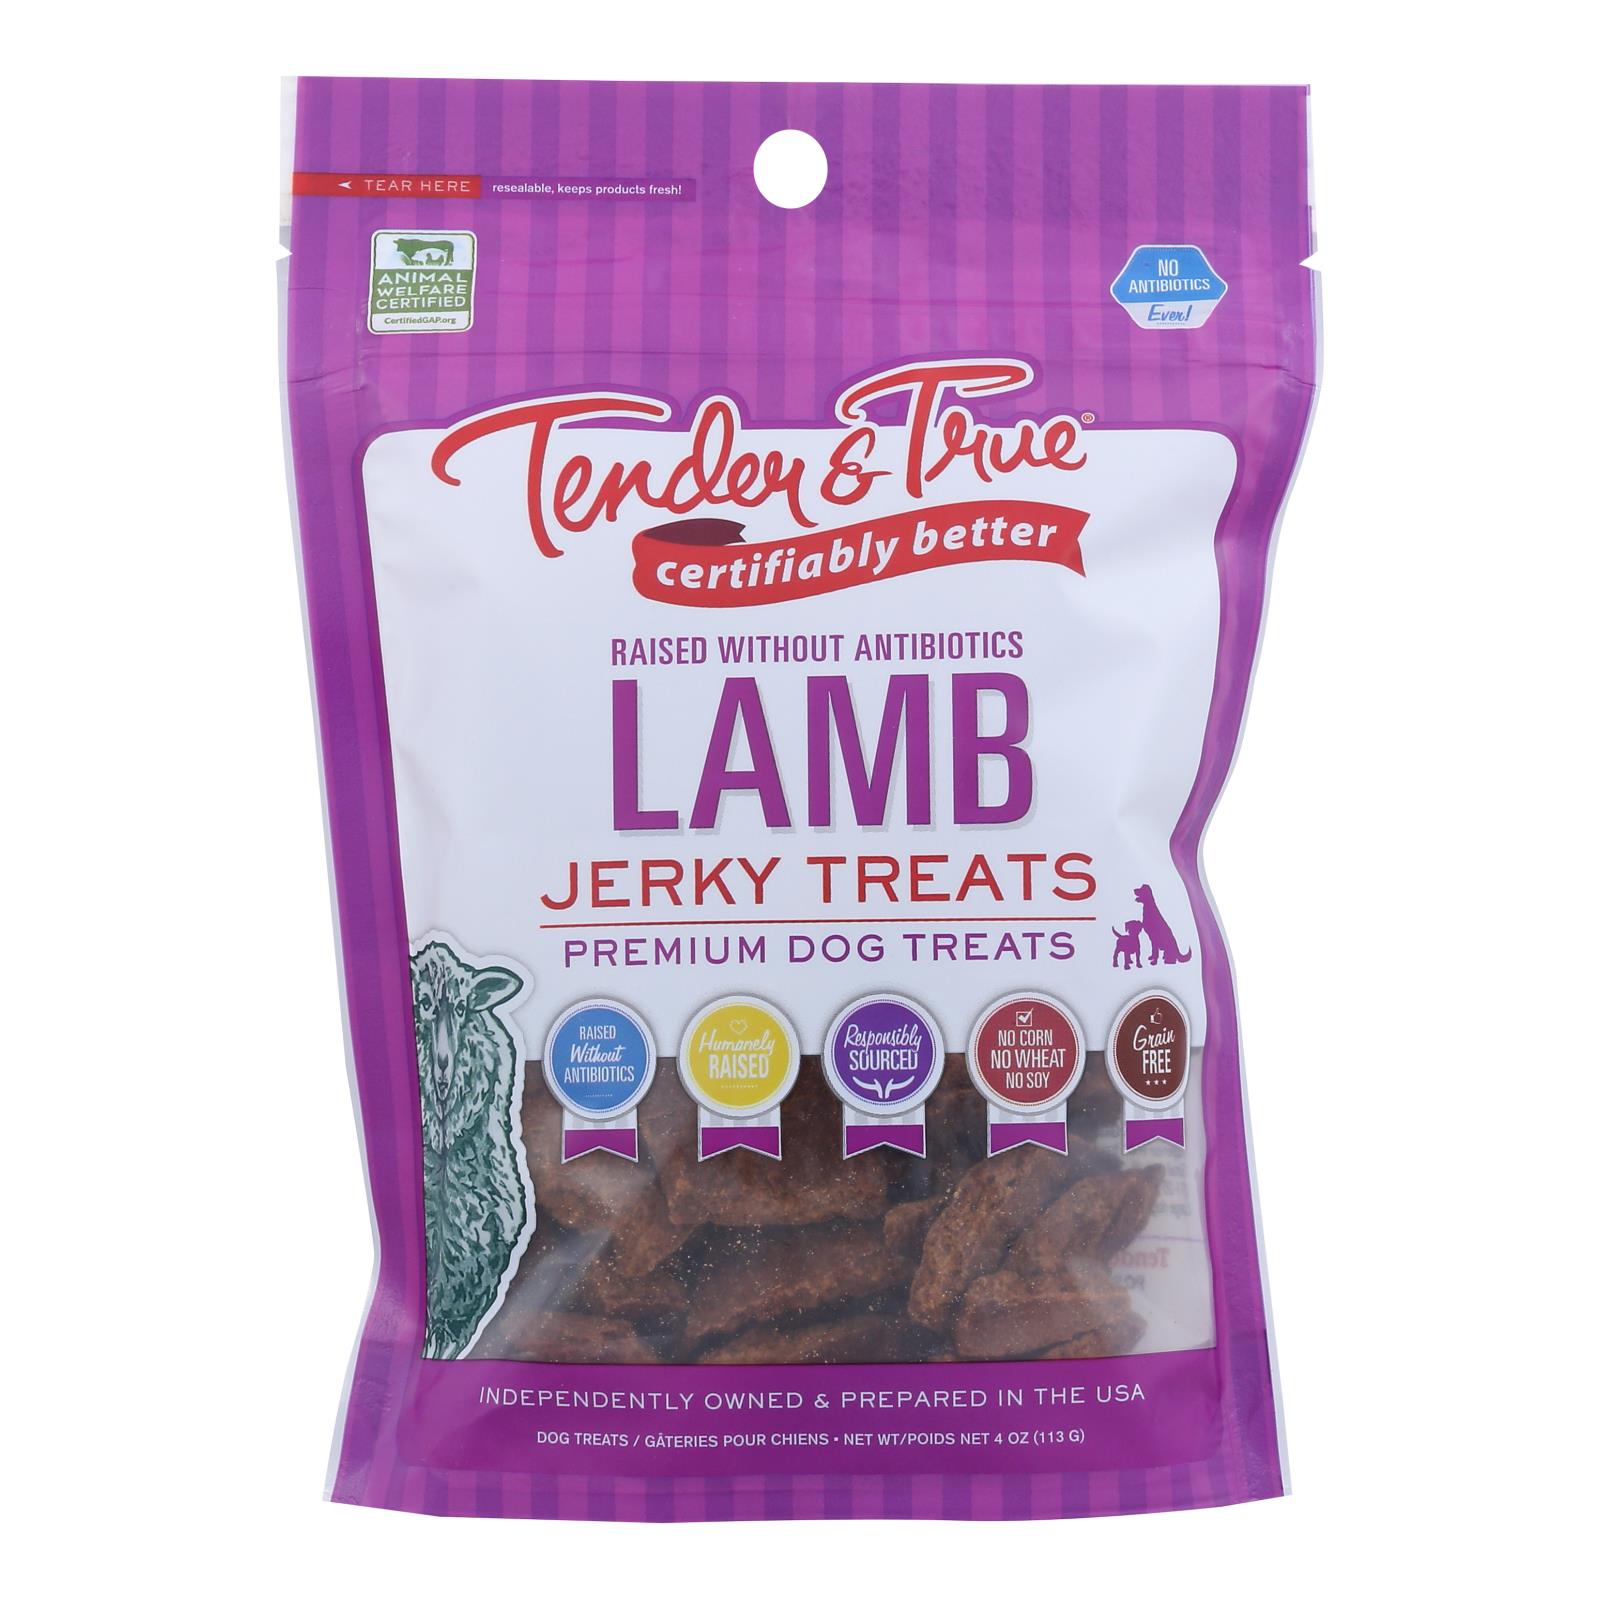 TEAR HERE resealable, keeps products fresh!
ANIMAL
WELFARE
CERTIFIED
CertifiedGAP.org
NO
ANTIBIOTICS
Ever!
Tender & True®
certifiably better
RAISED WITHOUT ANTIBIOTICS
LAMB
JERKY TREATS
PREMIUM DOG TREATS
RAISED
Without
ANTIBIOTICS
Humanely
RAISED
Responsibly
SOURCED
NO CORN
NO WHEAT
NO SOY
Grain
FREE
INDEPENDENTLY OWNED & PREPARED IN THE USA
DOG TREATS / GÂTERIES POUR CHIENS • NET WT/POIDS NET 4 OZ (113 G)